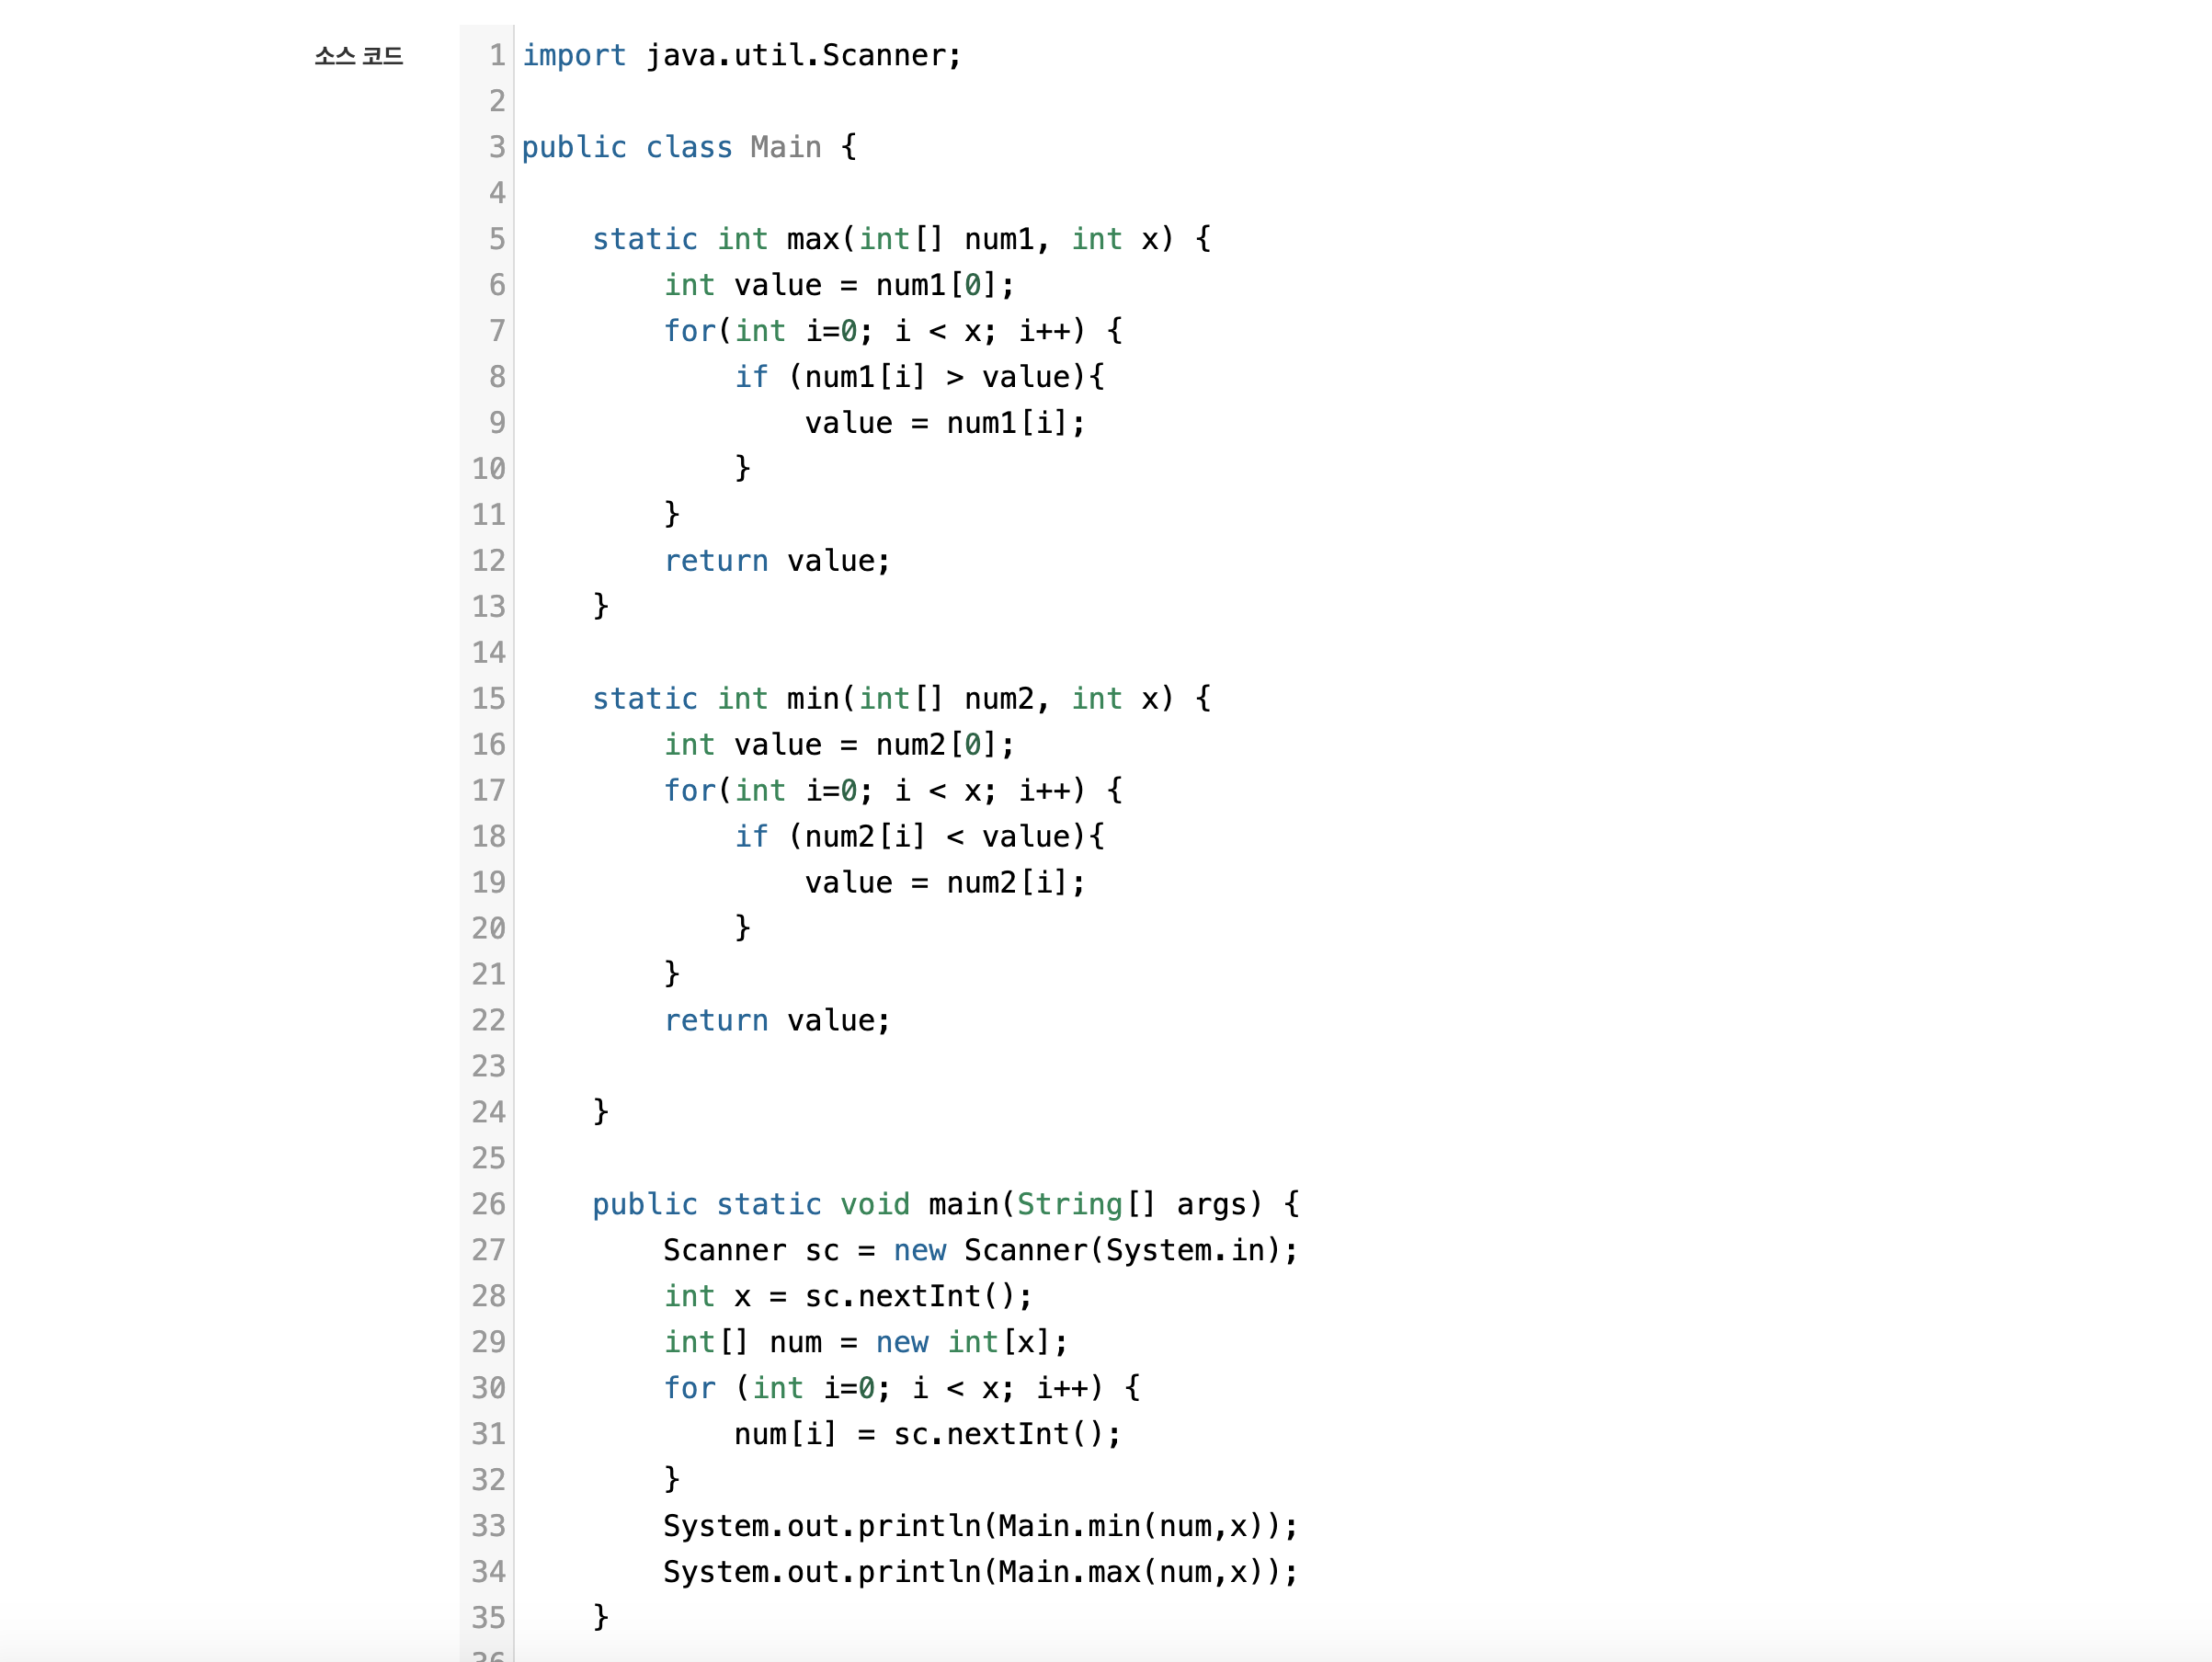 소스 코드
1 import java.util.Scanner;
2
3 public class Main {
4
5     static int max(int[] num1, int x) {
6         int value = num1[0];
7         for(int i=0; i < x; i++) {
8             if (num1[i] > value){
9                 value = num1[i];
10             }
11         }
12         return value;
13     }
14
15     static int min(int[] num2, int x) {
16         int value = num2[0];
17         for(int i=0; i < x; i++) {
18             if (num2[i] < value){
19                 value = num2[i];
20             }
21         }
22         return value;
23
24     }
25
26     public static void main(String[] args) {
27         Scanner sc = new Scanner(System.in);
28         int x = sc.nextInt();
29         int[] num = new int[x];
30         for (int i=0; i < x; i++) {
31             num[i] = sc.nextInt();
32         }
33         System.out.println(Main.min(num,x));
34         System.out.println(Main.max(num,x));
35     }